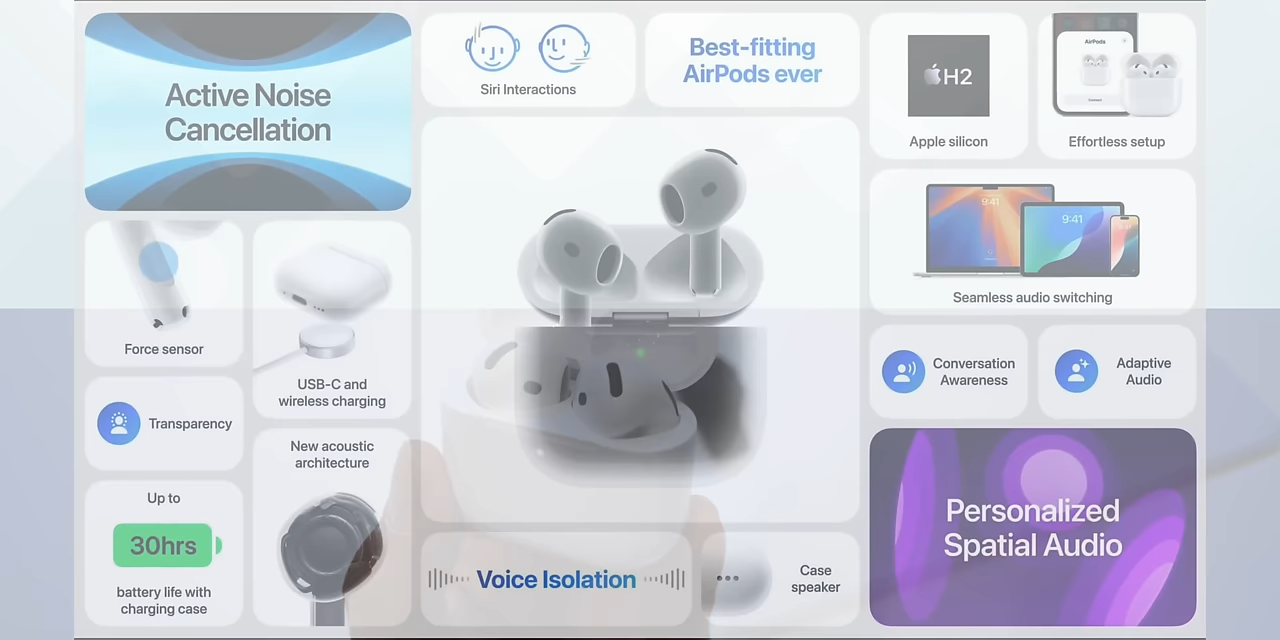 Active Noise
Cancellation
Siri Interactions
Best-fitting
AirPods ever
H2
Apple silicon
AirPods
Connect
Effortless setup
9:41
9:41
Seamless audio switching
Force sensor
USB-C and
wireless charging
Conversation
Awareness
Adaptive
Audio
Transparency
New acoustic
architecture
Up to
30hrs
battery life with
charging case
Voice Isolation
Case
speaker
Personalized
Spatial Audio